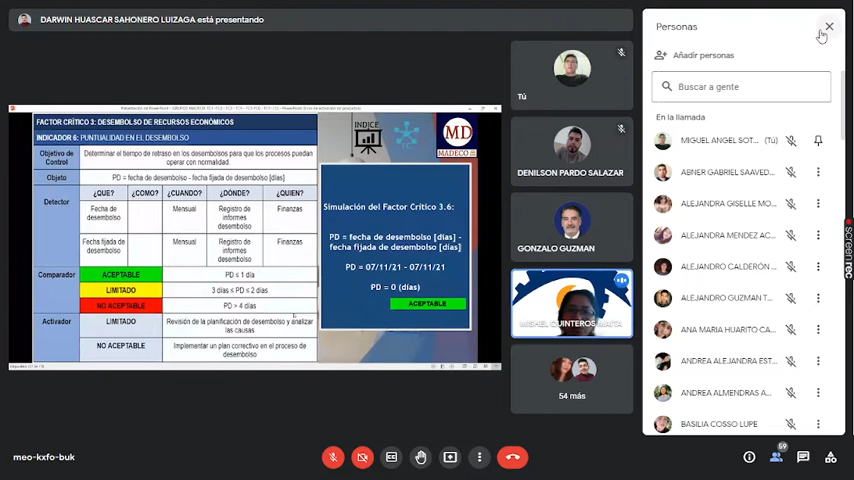 DARWIN HUASCAR SAHONERO LUIZAGA está presentando
FACTOR CRÍTICO 3: DESEMBOLSO DE RECURSOS ECONÓMICOS
INDICADOR 6: PUNTUALIDAD EN EL DESEMBOLSO
Objetivo de Control
Determinar el tiempo de retraso en los desembolsos para que los procesos puedan operar con normalidad
Objeto
PD = fecha de desembolso - fecha fijada de desembolso [días]
Detector
¿QUE? ¿COMO? ¿CUANDO? ¿DÓNDE? ¿QUIEN?
Fecha de desembolso
Mensual
Registro de informes desembolso
Finanzas
Fecha fijada de desembolso
Mensual
Registro de informes desembolso
Finanzas
Comparador
ACEPTABLE
PD ≤ 1 día
LIMITADO
3 días ≤ PD ≤ 2 días
NO ACEPTABLE
PD > 4 días
Activador
LIMITADO
Revisión de la planificación de desembolso y analizar las causas
NO ACEPTABLE
Implementar un plan correctivo en el proceso de desembolso
INDICE
FC
MD
MADECO
Simulación del Factor Crítico 3.6:
PD = fecha de desembolso [días] -
fecha fijada de desembolso [días]
PD = 07/11/21 - 07/11/21
PD = 0 (días)
ACEPTABLE
Tú
DENILSON PARDO SALAZAR
GONZALO GUZMAN
MISHEL QUINTEROS MAITA
54 más
Personas
Añadir personas
Buscar a gente
En la llamada
MIGUEL ANGEL SOT... (Tú)
ABNER GABRIEL SAAVED...
ALEJANDRA GISELLE MO...
ALEJANDRA MENDEZ AC...
ALEJANDRO CALDERÓN
ALEJANDRO GUZMAN T...
ANA MARIA HUARITO CA...
ANDREA ALEJANDRA EST...
ANDREA ALMENDRAS A...
BASILIA COSSO LUPE
screenrec
meo-kxfo-buk
59